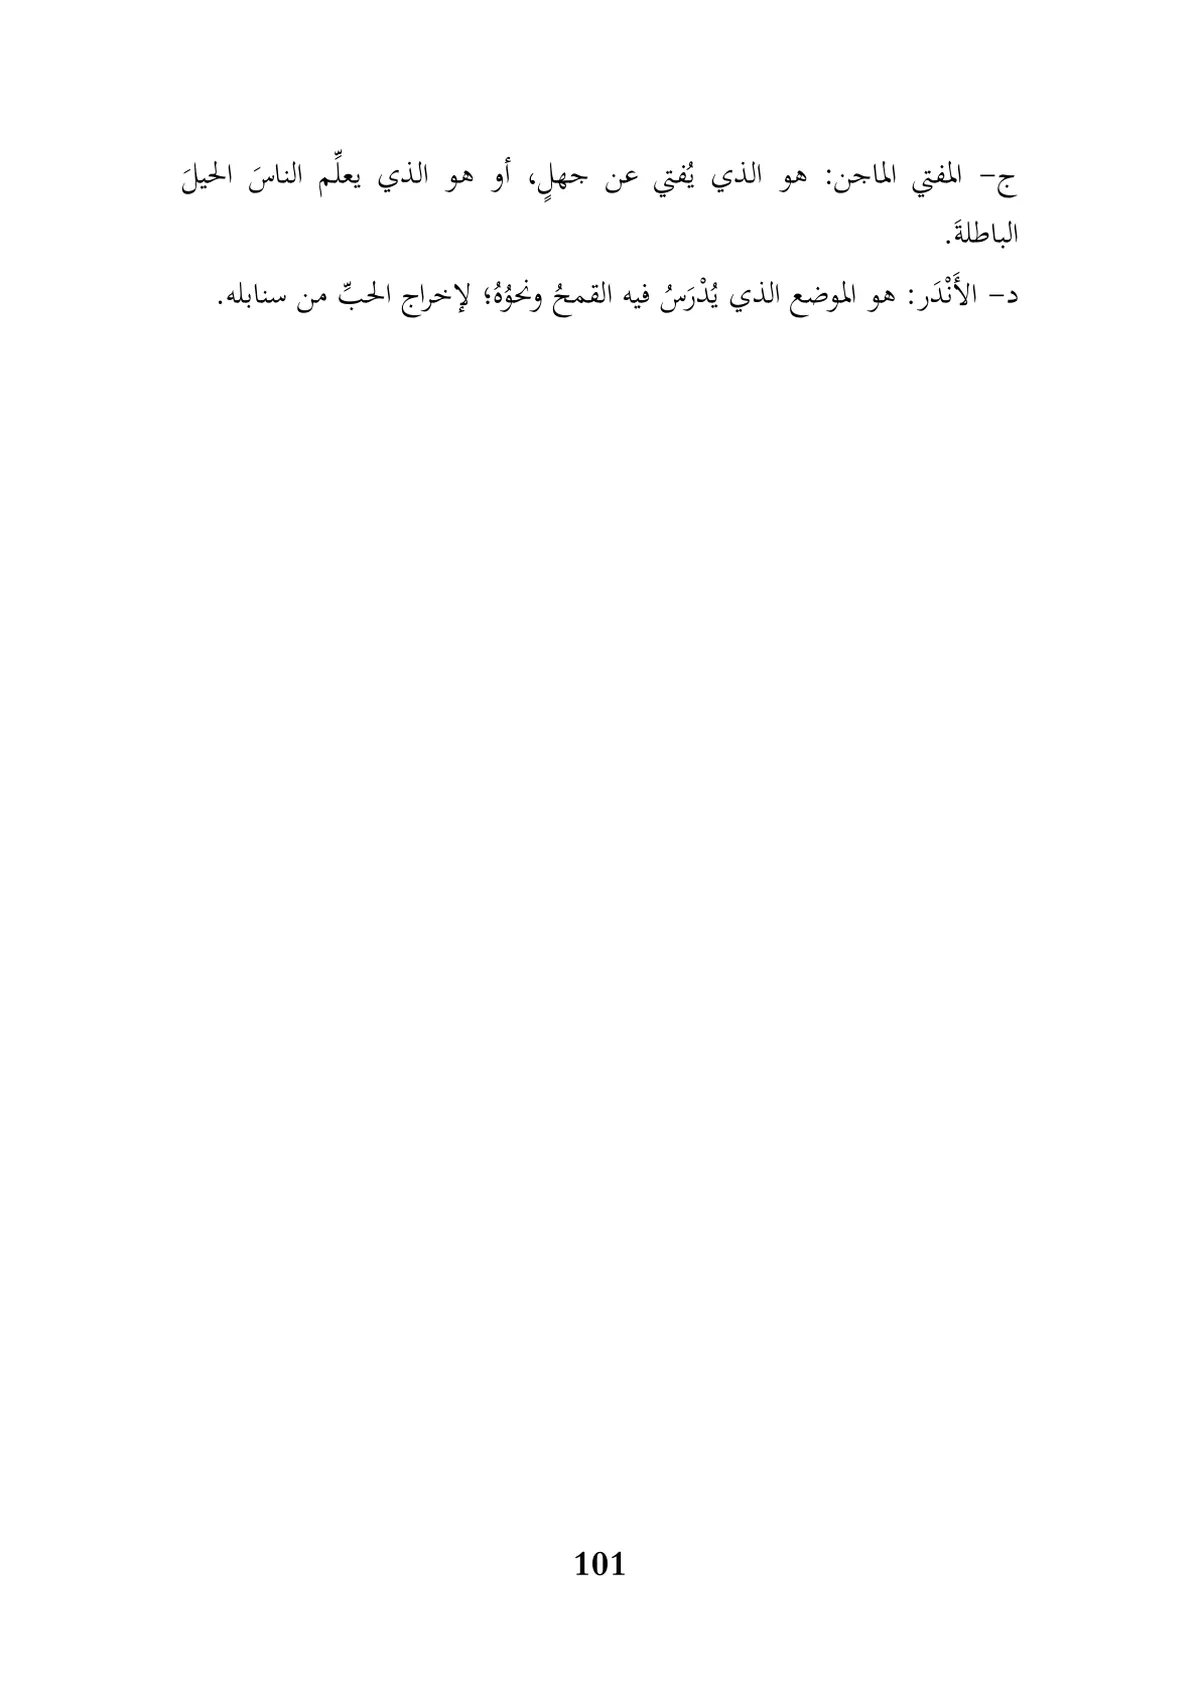 ج- المفتي الماجن: هو الذي يُفتي عن جهلٍ، أو هو الذي يعلِّم الناسَ الحيلَ
الباطلةَ.
د- الأَنْدَر: هو الموضع الذي يُدْرَسُ فيه القمحُ ونحوُهُ؛ لإخراج الحبِّ من سنابله.
101